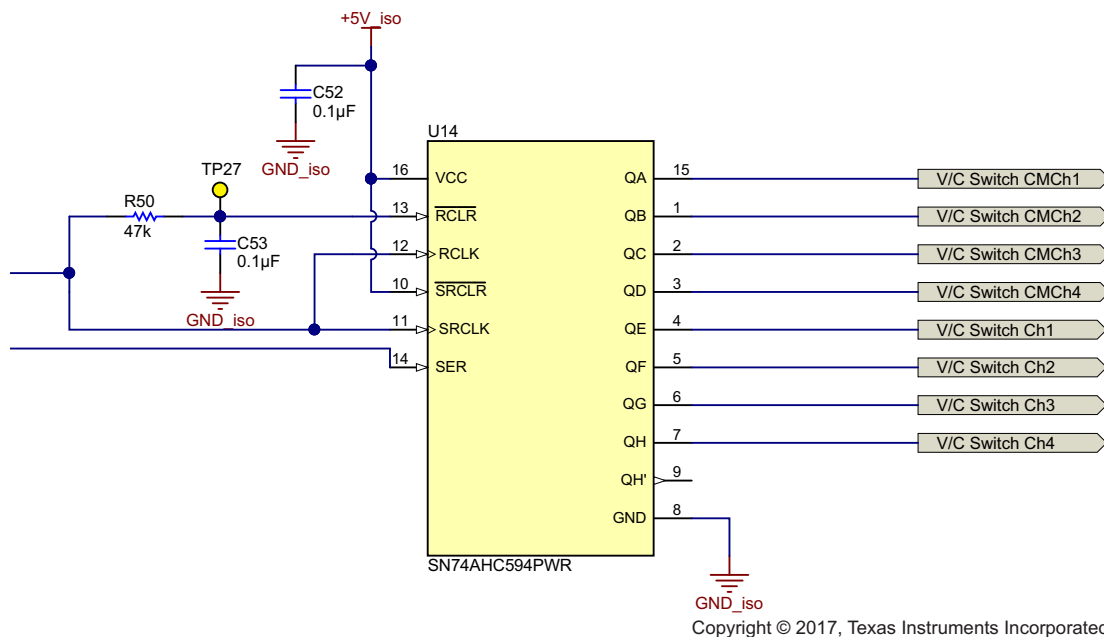 +5V_iso
C52
0.1µF
GND_iso
U14
TP27
R50
47k
C53
0.1µF
GND_iso
16 VCC QA 15 V/C Switch CMCh1
13 RCLR QB 1 V/C Switch CMCh2
12 RCLK QC 2 V/C Switch CMCh3
10 SRCLR QD 3 V/C Switch CMCh4
11 SRCLK QE 4 V/C Switch Ch1
14 SER QF 5 V/C Switch Ch2
QG 6 V/C Switch Ch3
QH 7 V/C Switch Ch4
QH' 9
GND 8
SN74AHC594PWR
GND_iso
Copyright © 2017, Texas Instruments Incorporated